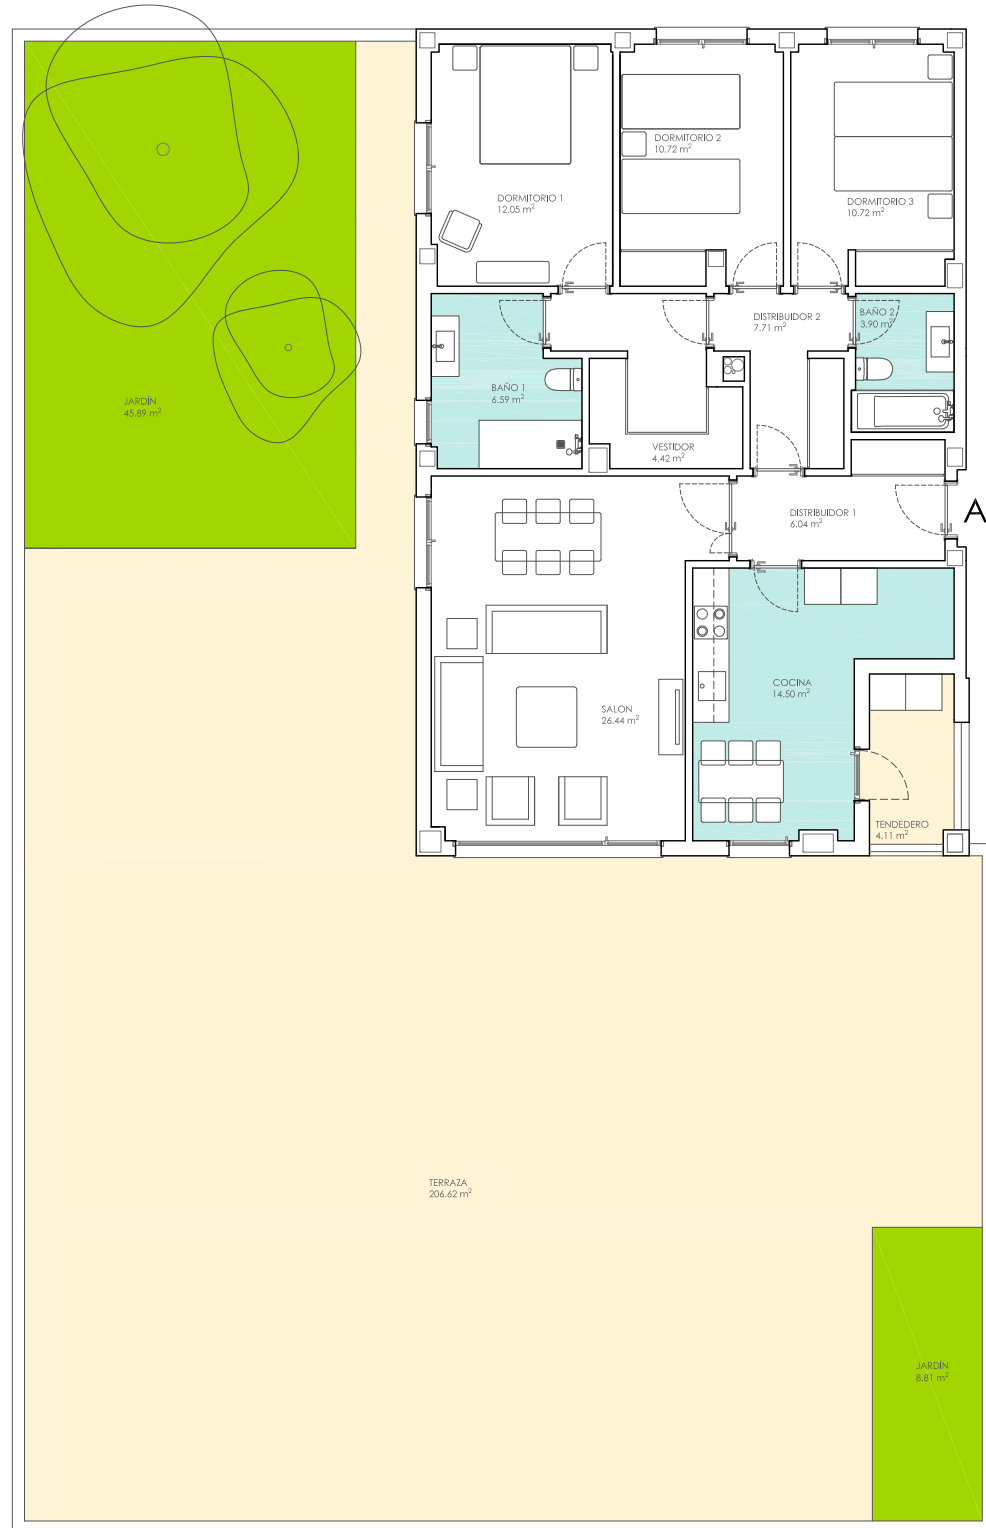 DORMITORIO 1
12.05 m²
DORMITORIO 2
10.72 m²
DORMITORIO 3
10.72 m²
DISTRIBUIDOR 2
7.71 m²
BAÑO 2
3.90 m²
BAÑO 1
6.59 m²
JARDÍN
45.89 m²
VESTIDOR
4.42 m²
DISTRIBUIDOR 1
6.04 m²
A
COCINA
14.50 m²
SALON
26.44 m²
TENDEDERO
4.11 m²
TERRAZA
206.62 m²
JARDÍN
8.81 m²